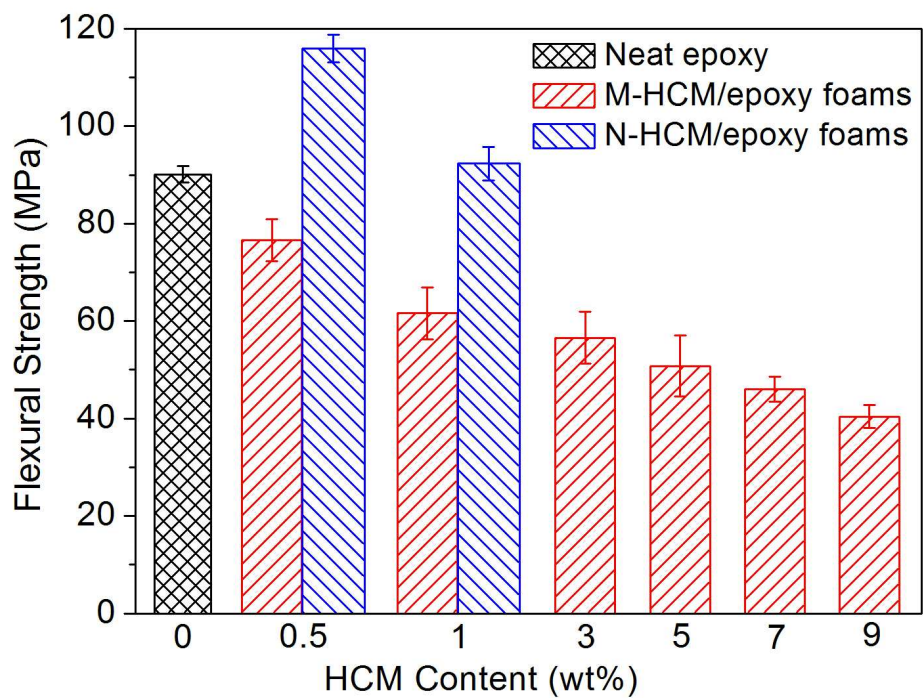 120
100
80
60
40
20
0
Flexural Strength (MPa)
Neat epoxy
M-HCM/epoxy foams
N-HCM/epoxy foams
0 0.5 1 3 5 7 9
HCM Content (wt%)